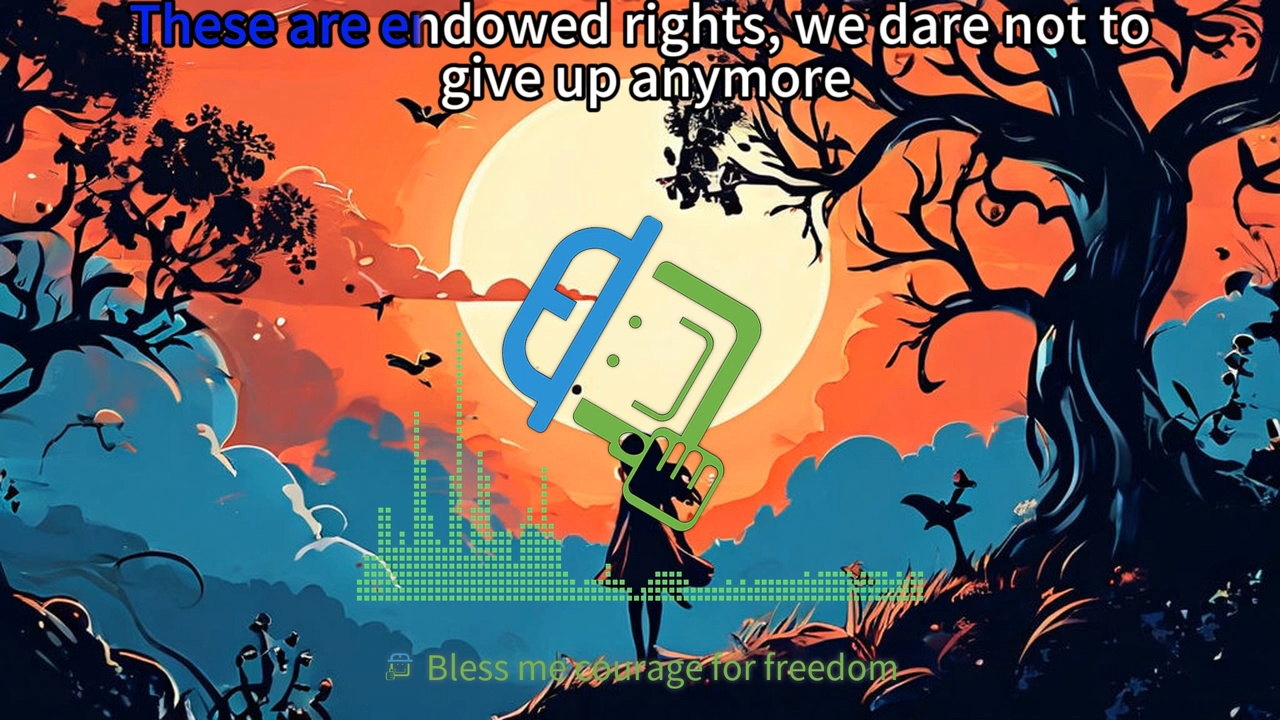 These are endowed rights, we dare not to
give up anymore
Bless me courage for freedom